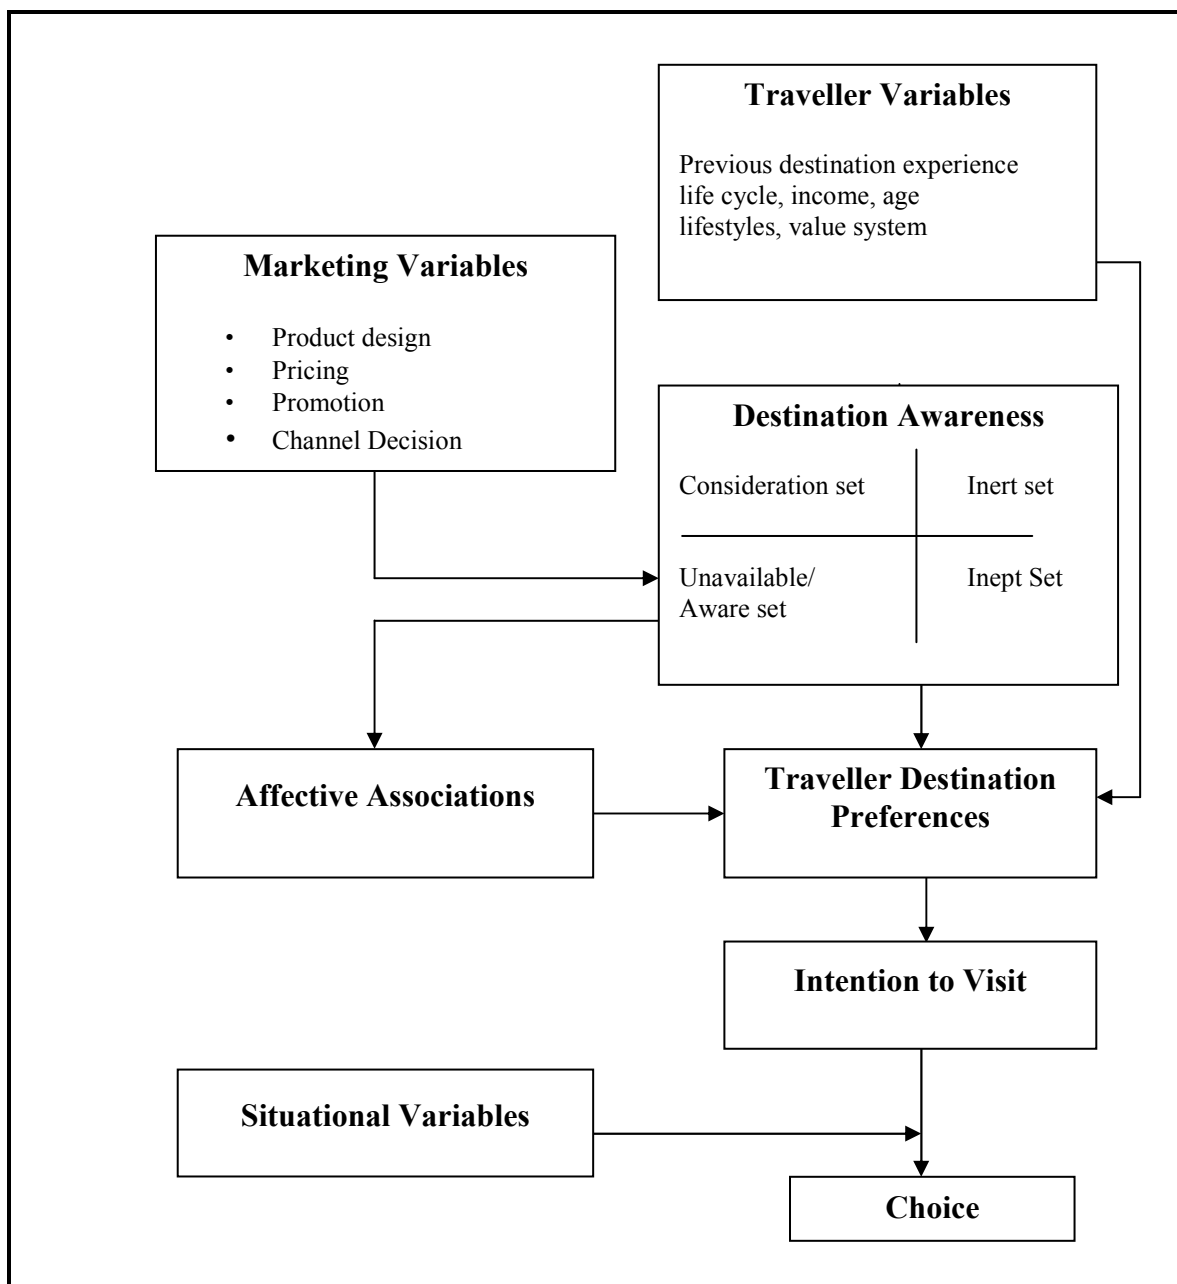 Traveller Variables
Previous destination experience
life cycle, income, age
lifestyles, value system
Marketing Variables
• Product design
• Pricing
• Promotion
• Channel Decision
Destination Awareness
Consideration set
Inert set
Unavailable/
Aware set
Inept Set
Affective Associations
Traveller Destination
Preferences
Intention to Visit
Situational Variables
Choice